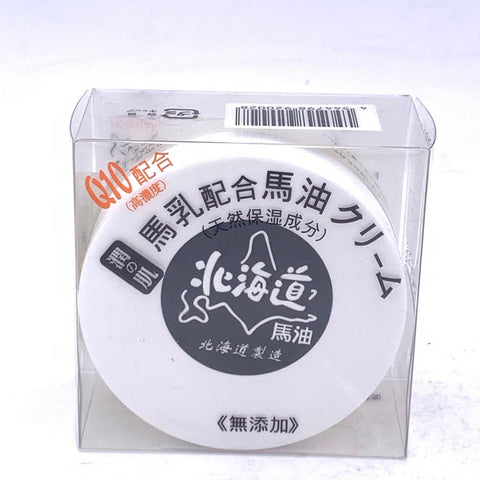 Q10配合
(高濃度)
馬乳配合馬油クリーム
(天然保湿成分)
潤の肌
北海道
馬油
北海道製造
《無添加》